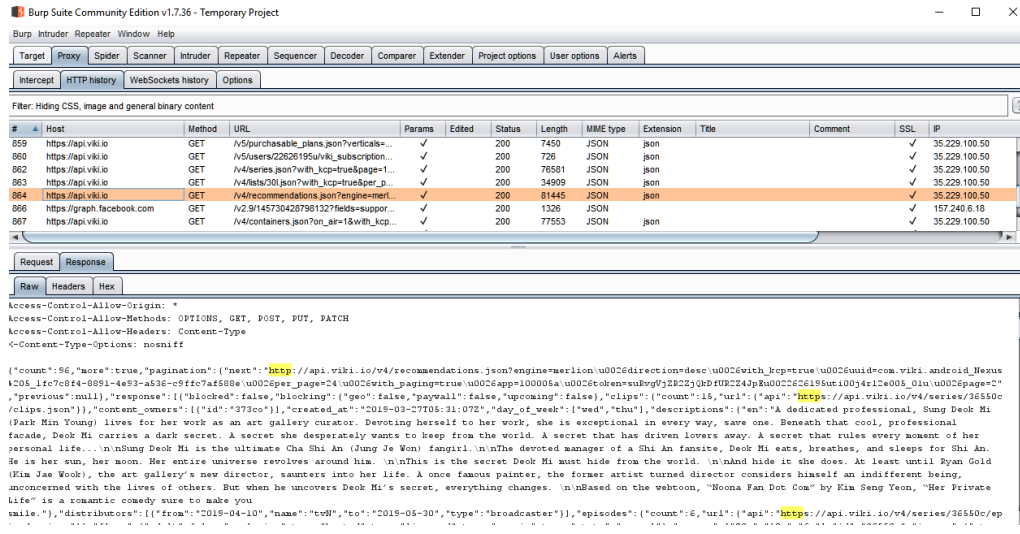 Burp Suite Community Edition v1.7.36 - Temporary Project
Burp Intruder Repeater Window Help
Target Proxy Spider Scanner Intruder Repeater Sequencer Decoder Comparer Extender Project options User options Alerts
Intercept HTTP history WebSockets history Options
Filter: Hiding CSS, image and general binary content
# Host Method URL Params Edited Status Length MIME type Extension Title Comment SSL IP
859 https://api.viki.io GET /v5/purchasable_plans.json?verticals=... ✓ 200 7450 JSON json ✓ 35.229.100.50
860 https://api.viki.io GET /v5/users/22626195u/viki_subscription... ✓ 200 726 JSON json ✓ 35.229.100.50
862 https://api.viki.io GET /v4/series.json?with_kcp=true&page=1... ✓ 200 76581 JSON json ✓ 35.229.100.50
863 https://api.viki.io GET /v4/lists/30l.json?with_kcp=true&per_p... ✓ 200 34909 JSON json ✓ 35.229.100.50
864 https://api.viki.io GET /v4/recommendations.json?engine=merl... ✓ 200 81445 JSON json ✓ 35.229.100.50
866 https://graph.facebook.com GET /v2.9/145730428798132?fields=suppor... ✓ 200 1326 JSON ✓ 157.240.6.18
867 https://api.viki.io GET /v4/containers.json?on_air=1&with_kcp... ✓ 200 77553 JSON json ✓ 35.229.100.50
Request Response
Raw Headers Hex
Access-Control-Allow-Origin: *
Access-Control-Allow-Methods: OPTIONS, GET, POST, PUT, PATCH
Access-Control-Allow-Headers: Content-Type
X-Content-Type-Options: nosniff
{"count":96,"more":true,"pagination":{"next":"http://api.viki.io/v4/recommendations.json?engine=merlion\u0026direction=desc\u0026with_kcp=true\u0026uuid=com.viki.android_Nexus
\u0026per_page=24\u0026with_paging=true\u0026app=100005a\u0026page=2"
,"previous":null},"response":[{"blocked":false,"blocking":{"geo":false,"paywall":false,"upcoming":false},"clips":{"count":15,"url":{"api":"https://api.viki.io/v4/series/36550c
/clips.json"}},"content_owners":[{"id":"373co"}],"created_at":"2019-03-27T05:31:07Z","day_of_week":["wed","thu"],"descriptions":{"en":"A dedicated professional, Sung Deok Mi
(Park Min Young) lives for her work as an art gallery curator. Devoting herself to her work, she is exceptional in every way, save one. Beneath that cool, professional
facade, Deok Mi carries a dark secret. A secret she desperately wants to keep from the world. A secret that has driven lovers away. A secret that rules every moment of her
personal life...\n\nSung Deok Mi is the ultimate Cha Shi An (Jung Je Won) fangirl.\n\nThe devoted manager of a Shi An fansite, Deok Mi eats, breathes, and sleeps for Shi An.
He is her sun, her moon. Her entire universe revolves around him. \n\nThis is the secret Deok Mi must hide from the world. \n\nAnd hide it she does. At least until Ryan Gold
(Kim Jae Wook), the art gallery's new director, saunters into her life. A once famous painter, the former artist turned director considers himself an indifferent being,
unconcerned with the lives of others. But when he uncovers Deok Mi's secret, everything changes. \n\nBased on the webtoon, "Noona Fan Dot Com" by Kim Seng Yeon, "Her Private
Life" is a romantic comedy sure to make you
smile."},"distributors":[{"from":"2019-04-10","name":"tvN","to":"2019-05-30","type":"broadcaster"}],"episodes":{"count":6,"url":{"api":"https://api.viki.io/v4/series/36550c/ep